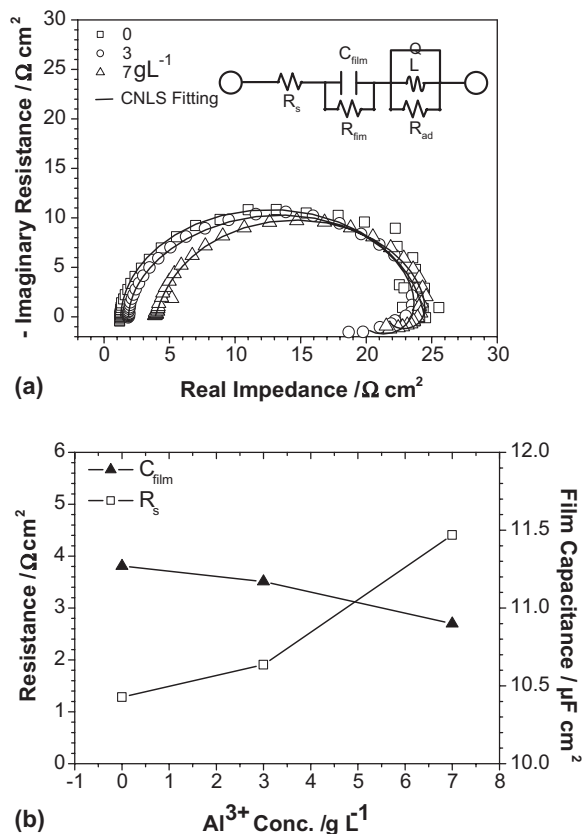 30
25
20
15
10
5
0
- Imaginary Resistance / Ω cm²
0
3
7gL⁻¹
CNLS Fitting
Q
C_film
L
R_s
R_fim
R_ad
0 5 10 15 20 25 30
(a) Real Impedance /Ω cm²
6
5
4
3
2
1
0
Resistance /Ωcm²
C_film
R_s
12.0
11.5
11.0
10.5
10.0
Film Capacitance / µF cm²
-1 0 1 2 3 4 5 6 7 8
(b) Al³⁺ Conc. /g L⁻¹